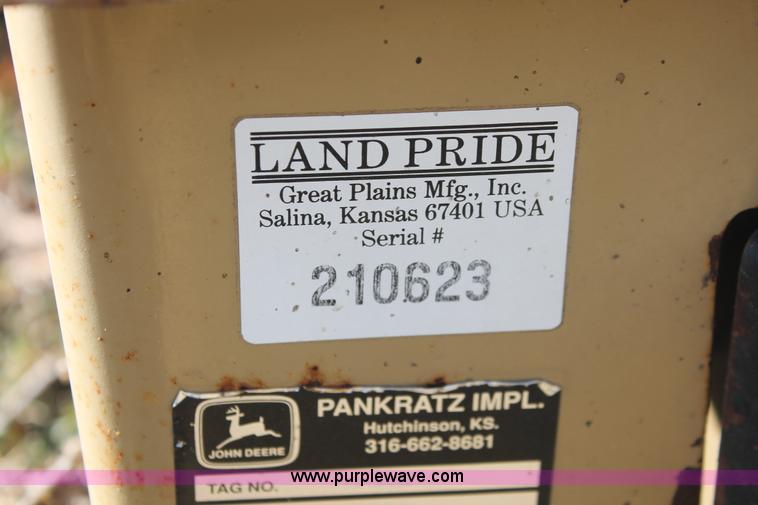 LAND PRIDE
Great Plains Mfg., Inc.
Salina, Kansas 67401 USA
Serial #
210623
PANKRATZ IMPL.
Hutchinson, KS.
316-662-8681
JOHN DEERE
TAG NO.
www.purplewave.com